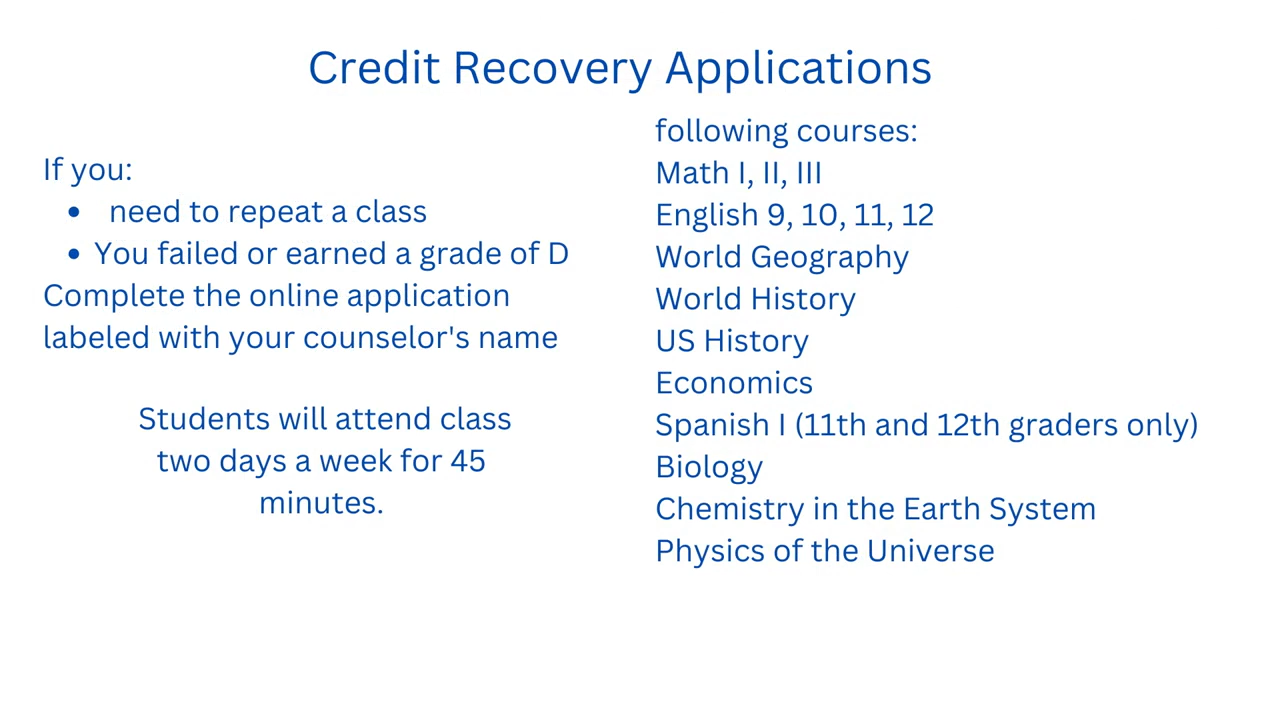 Credit Recovery Applications
If you:
• need to repeat a class
• You failed or earned a grade of D
Complete the online application
labeled with your counselor's name
Students will attend class
two days a week for 45
minutes.
following courses:
Math I, II, III
English 9, 10, 11, 12
World Geography
World History
US History
Economics
Spanish I (11th and 12th graders only)
Biology
Chemistry in the Earth System
Physics of the Universe